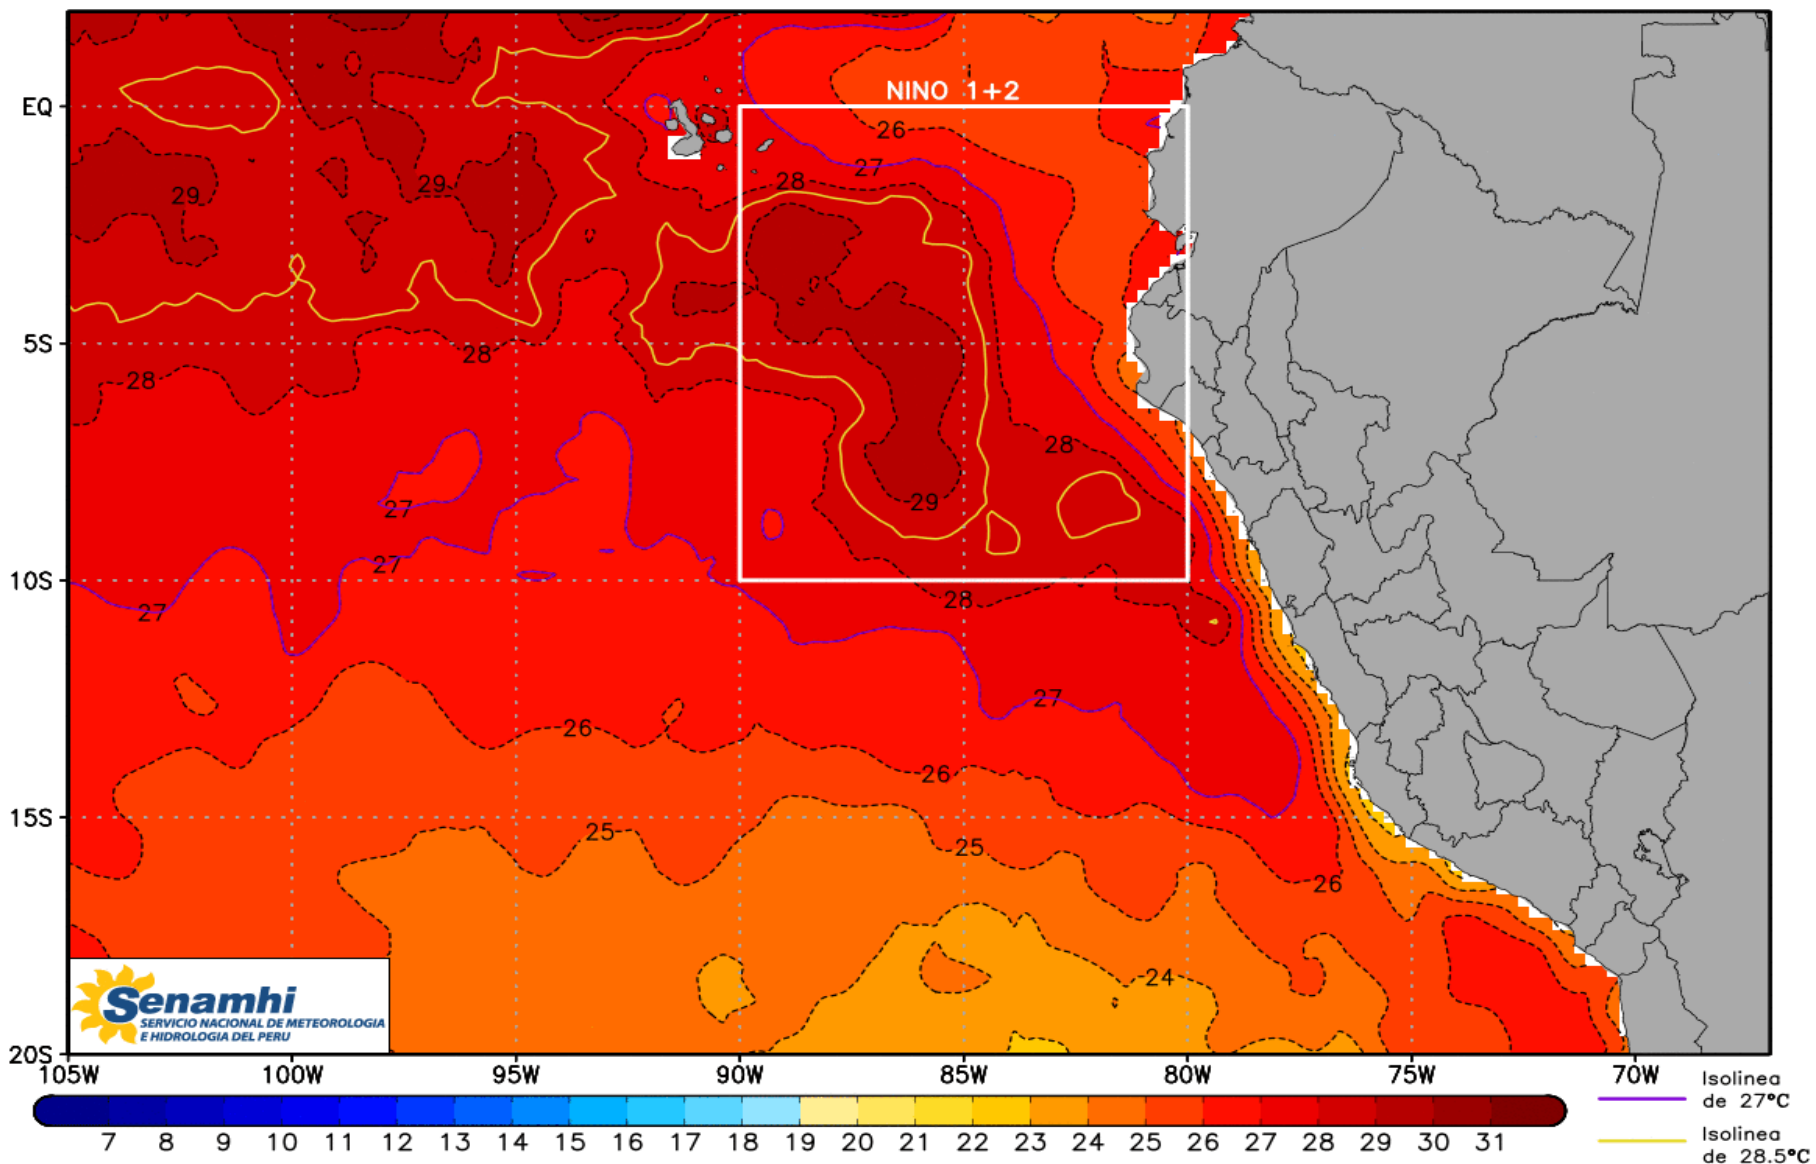 NINO 1+2
EQ
26
27
28
29
29
5S
28
28
28
27
29
27
10S
28
27
27
26
26
15S
25
25
26
24
Senamhi
SERVICIO NACIONAL DE METEOROLOGIA
E HIDROLOGIA DEL PERU
20S
105W 100W 95W 90W 85W 80W 75W 70W
7 8 9 10 11 12 13 14 15 16 17 18 19 20 21 22 23 24 25 26 27 28 29 30 31
Isolinea
de 27°C
Isolinea
de 28.5°C